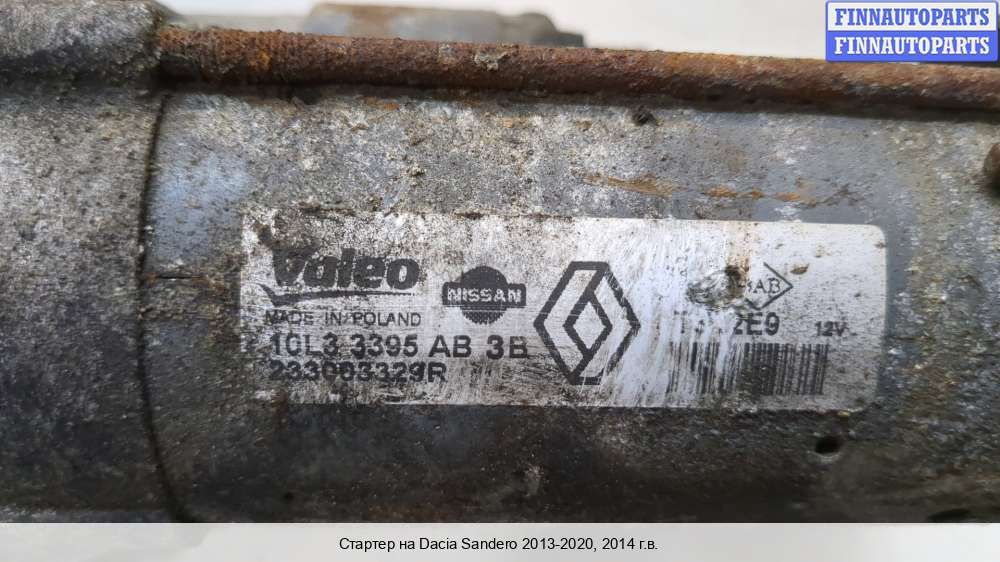 FINNAUTOPARTS
FINNAUTOPARTS
Valeo
NISSAN
MADE IN POLAND
10L3 3395 AB 3B
12V
233003329R
Стартер на Dacia Sandero 2013-2020, 2014 г.в.